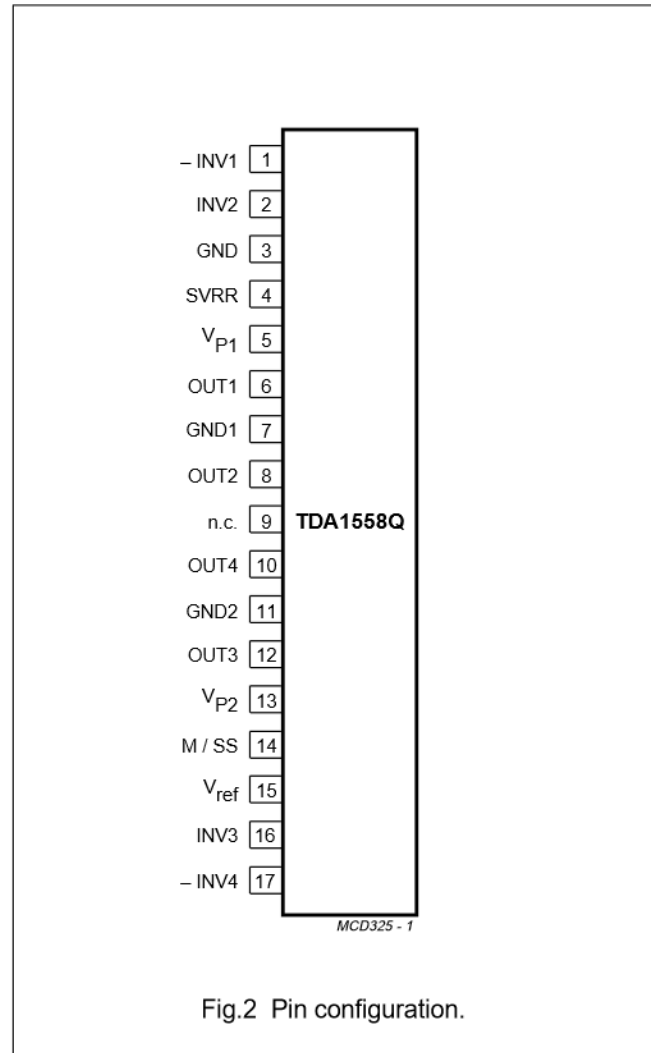 – INV1 1
INV2 2
GND 3
SVRR 4
VP1 5
OUT1 6
GND1 7
OUT2 8
n.c. 9 TDA1558Q
OUT4 10
GND2 11
OUT3 12
VP2 13
M / SS 14
Vref 15
INV3 16
– INV4 17
MCD325 - 1
Fig.2 Pin configuration.